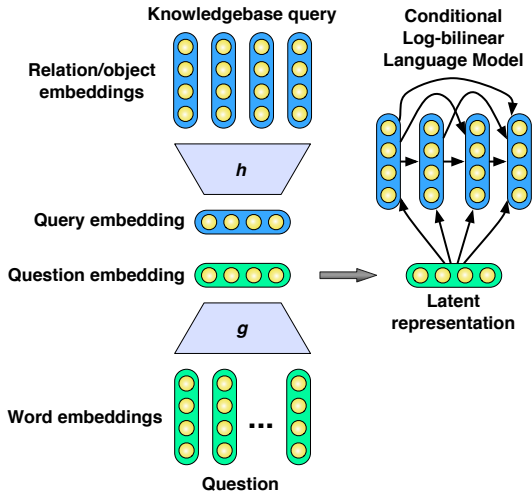 Knowledgebase query
Relation/object
embeddings
h
Query embedding
Question embedding
g
Word embeddings
...
Question
Conditional
Log-bilinear
Language Model
Latent
representation